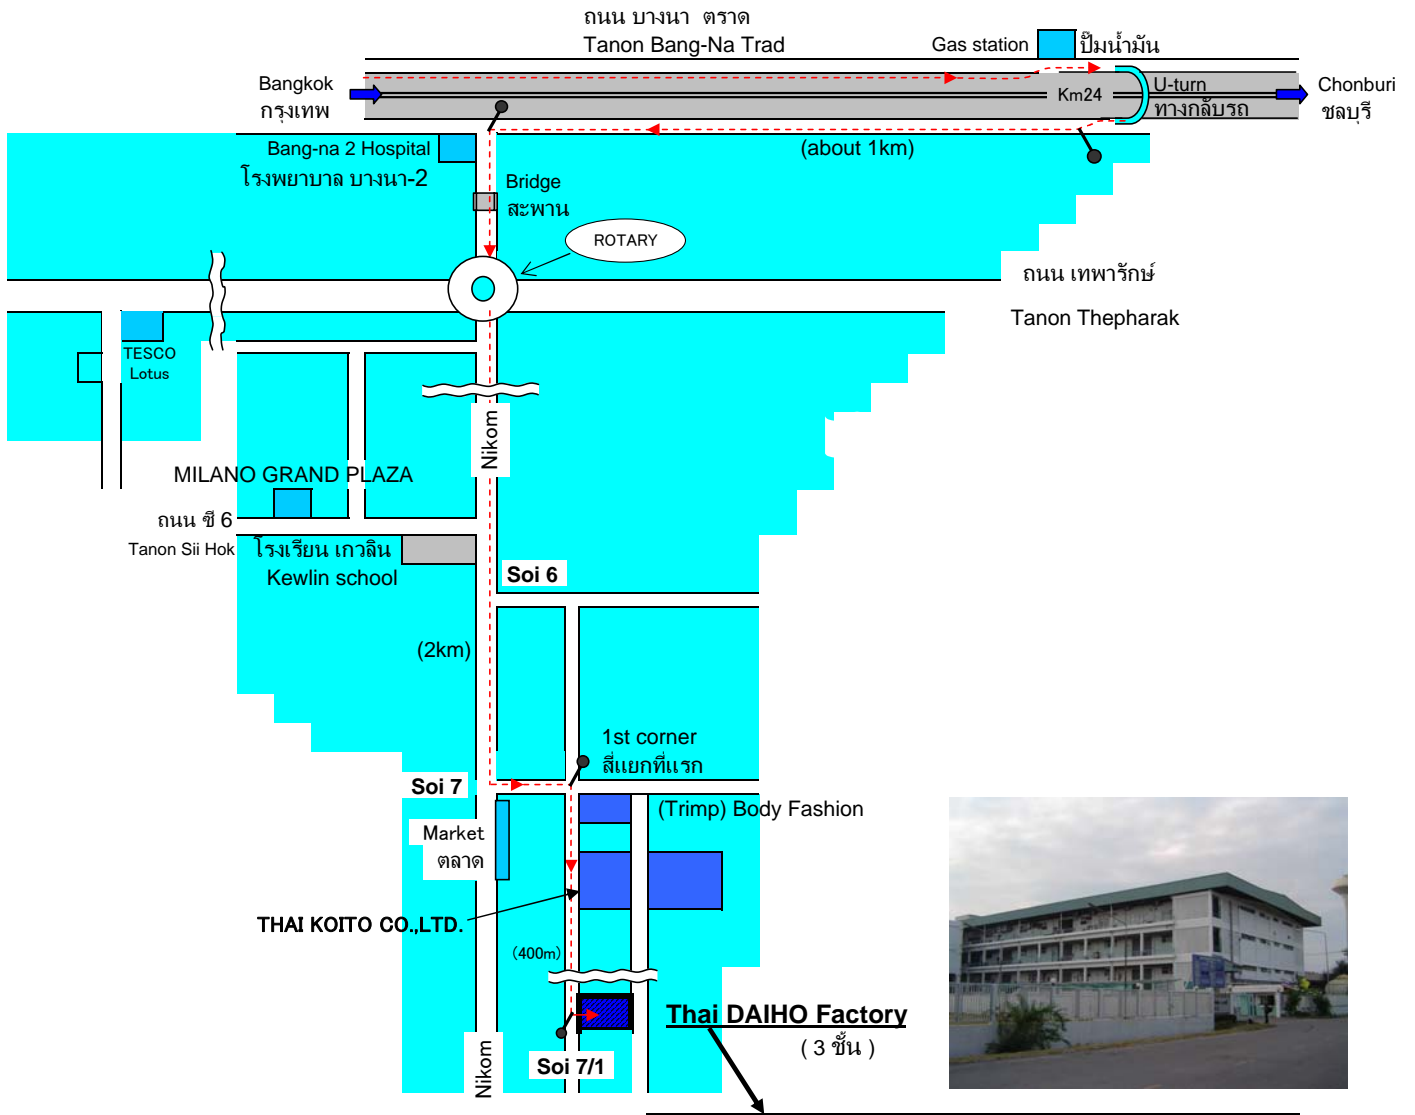 ถนน บางนา  ตราด
Tanon Bang-Na Trad
Gas station
ปั๊มน้ำมัน
Bangkok
กรุงเทพ
Km24
U-turn
ทางกลับรถ
Chonburi
ชลบุรี
Bang-na 2 Hospital
โรงพยาบาล บางนา-2
(about 1km)
Bridge
สะพาน
ROTARY
ถนน เทพารักษ์
Tanon Thepharak
TESCO
Lotus
Nikom
MILANO GRAND PLAZA
ถนน ซี 6
Tanon Sii Hok
โรงเรียน เกวลิน
Kewlin school
Soi 6
(2km)
1st corner
สี่แยกที่แรก
Soi 7
(Trimp) Body Fashion
Market
ตลาด
THAI KOITO CO.,LTD.
(400m)
Thai DAIHO Factory
( 3 ชั้น )
Nikom
Soi 7/1